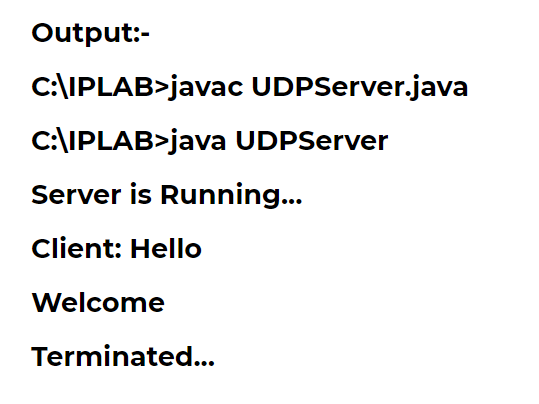 Output:-
C:\IPLAB>javac UDPServer.java
C:\IPLAB>java UDPServer
Server is Running...
Client: Hello
Welcome
Terminated...